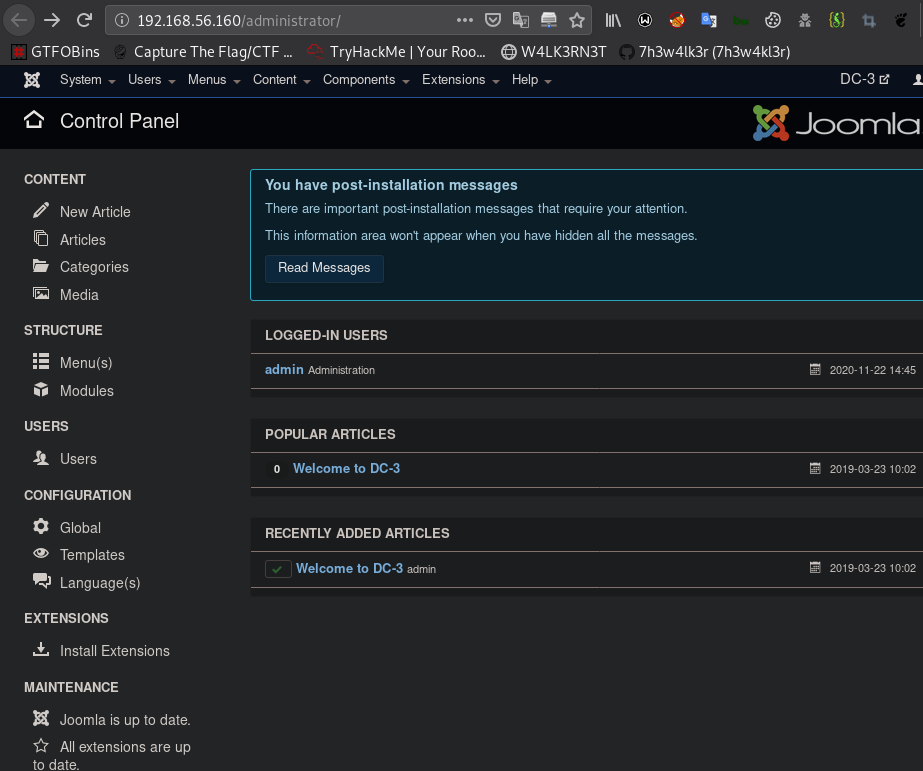 192.168.56.160/administrator/
GTFOBins Capture The Flag/CTF ... TryHackMe | Your Roo... W4LK3RN3T 7h3w4lk3r (7h3w4kl3r)
System Users Menus Content Components Extensions Help DC-3
Control Panel Joomla
CONTENT
New Article
Articles
Categories
Media
STRUCTURE
Menu(s)
Modules
USERS
Users
CONFIGURATION
Global
Templates
Language(s)
EXTENSIONS
Install Extensions
MAINTENANCE
Joomla is up to date.
All extensions are up
to date.
You have post-installation messages
There are important post-installation messages that require your attention.
This information area won't appear when you have hidden all the messages.
Read Messages
LOGGED-IN USERS
admin Administration 2020-11-22 14:45
POPULAR ARTICLES
0 Welcome to DC-3 2019-03-23 10:02
RECENTLY ADDED ARTICLES
Welcome to DC-3 admin 2019-03-23 10:02